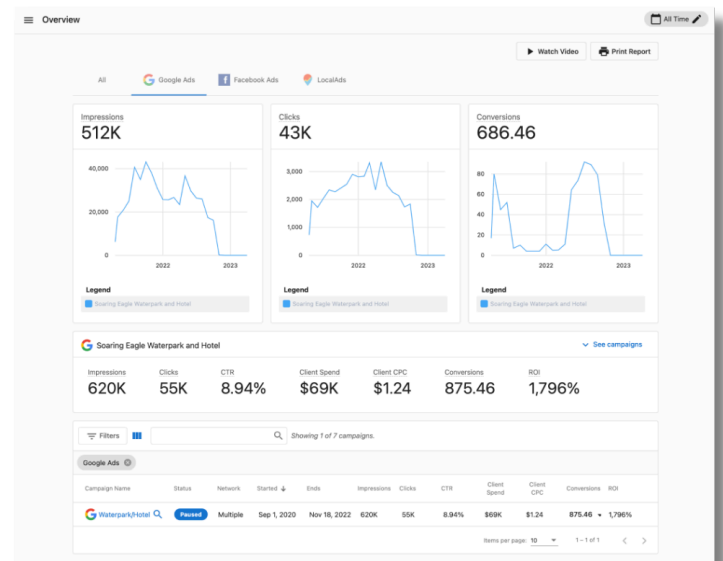 Overview
All Time
Watch Video
Print Report
All
Google Ads
Facebook Ads
LocalAds
Impressions
512K
40,000
20,000
0
2022
2023
Legend
Soaring Eagle Waterpark and Hotel
Clicks
43K
3,000
2,000
1,000
0
2022
2023
Legend
Soaring Eagle Waterpark and Hotel
Conversions
686.46
80
60
40
20
0
2022
2023
Legend
Soaring Eagle Waterpark and Hotel
Soaring Eagle Waterpark and Hotel
See campaigns
Impressions Clicks CTR Client Spend Client CPC Conversions ROI
620K 55K 8.94% $69K $1.24 875.46 1,796%
Filters
Showing 1 of 7 campaigns.
Google Ads
Campaign Name Status Network Started Ends Impressions Clicks CTR Client Spend Client CPC Conversions ROI
Waterpark/Hotel Paused Multiple Sep 1, 2020 Nov 18, 2022 620K 55K 8.94% $69K $1.24 875.46 1,796%
Items per page: 10 1 – 1 of 1